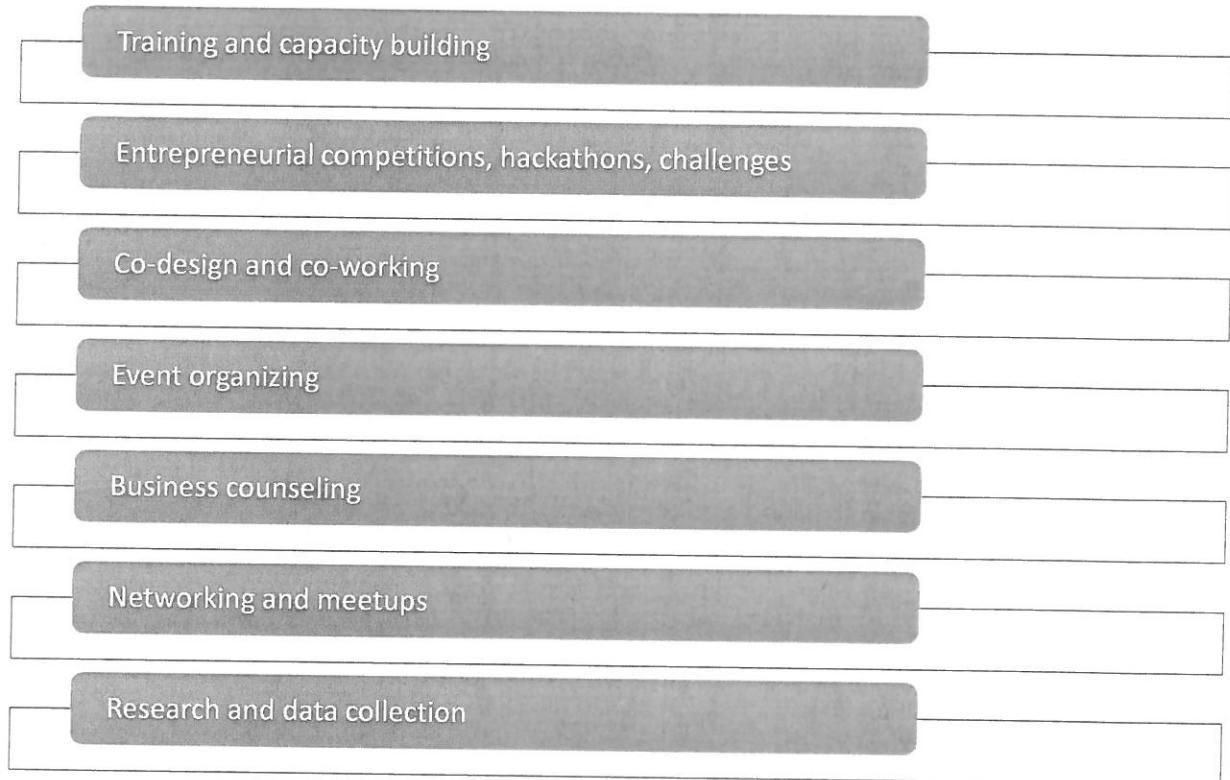 Training and capacity building
Entrepreneurial competitions, hackathons, challenges
Co-design and co-working
Event organizing
Business counseling
Networking and meetups
Research and data collection